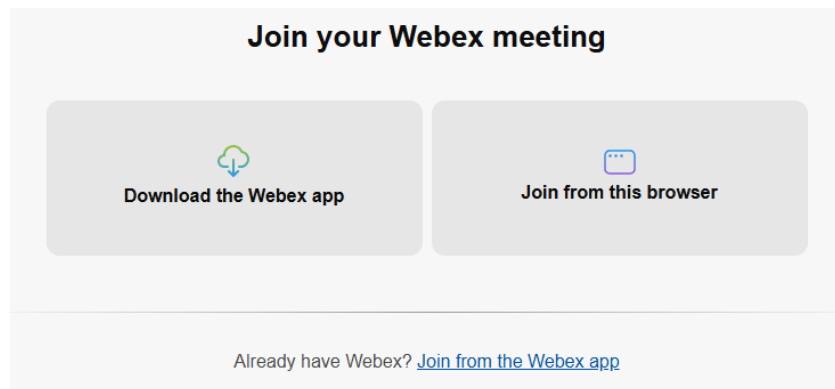 Join your Webex meeting
Download the Webex app
Join from this browser
Already have Webex? Join from the Webex app